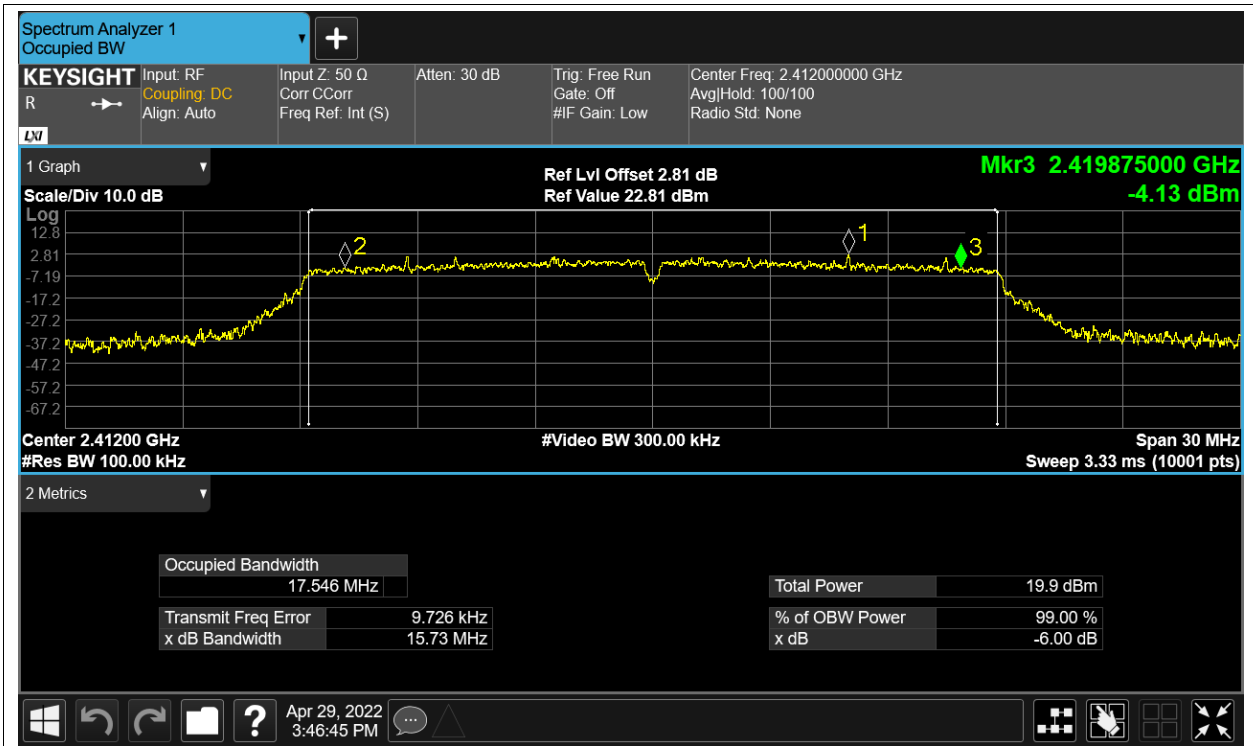 Spectrum Analyzer 1
Occupied BW
KEYSIGHT
R
LXI
Input: RF
Coupling: DC
Align: Auto
Input Z: 50 Ω
Corr CCorr
Freq Ref: Int (S)
Atten: 30 dB
Trig: Free Run
Gate: Off
#IF Gain: Low
Center Freq: 2.412000000 GHz
Avg|Hold: 100/100
Radio Std: None
1 Graph
Scale/Div 10.0 dB
Ref Lvl Offset 2.81 dB
Ref Value 22.81 dBm
Mkr3 2.419875000 GHz
-4.13 dBm
Log
12.8
2.81
-7.19
-17.2
-27.2
-37.2
-47.2
-57.2
-67.2
2
1
3
Center 2.41200 GHz
#Res BW 100.00 kHz
#Video BW 300.00 kHz
Span 30 MHz
Sweep 3.33 ms (10001 pts)
2 Metrics
Occupied Bandwidth
17.546 MHz
Transmit Freq Error 9.726 kHz
x dB Bandwidth 15.73 MHz
Total Power 19.9 dBm
% of OBW Power 99.00 %
x dB -6.00 dB
?
Apr 29, 2022
3:46:45 PM